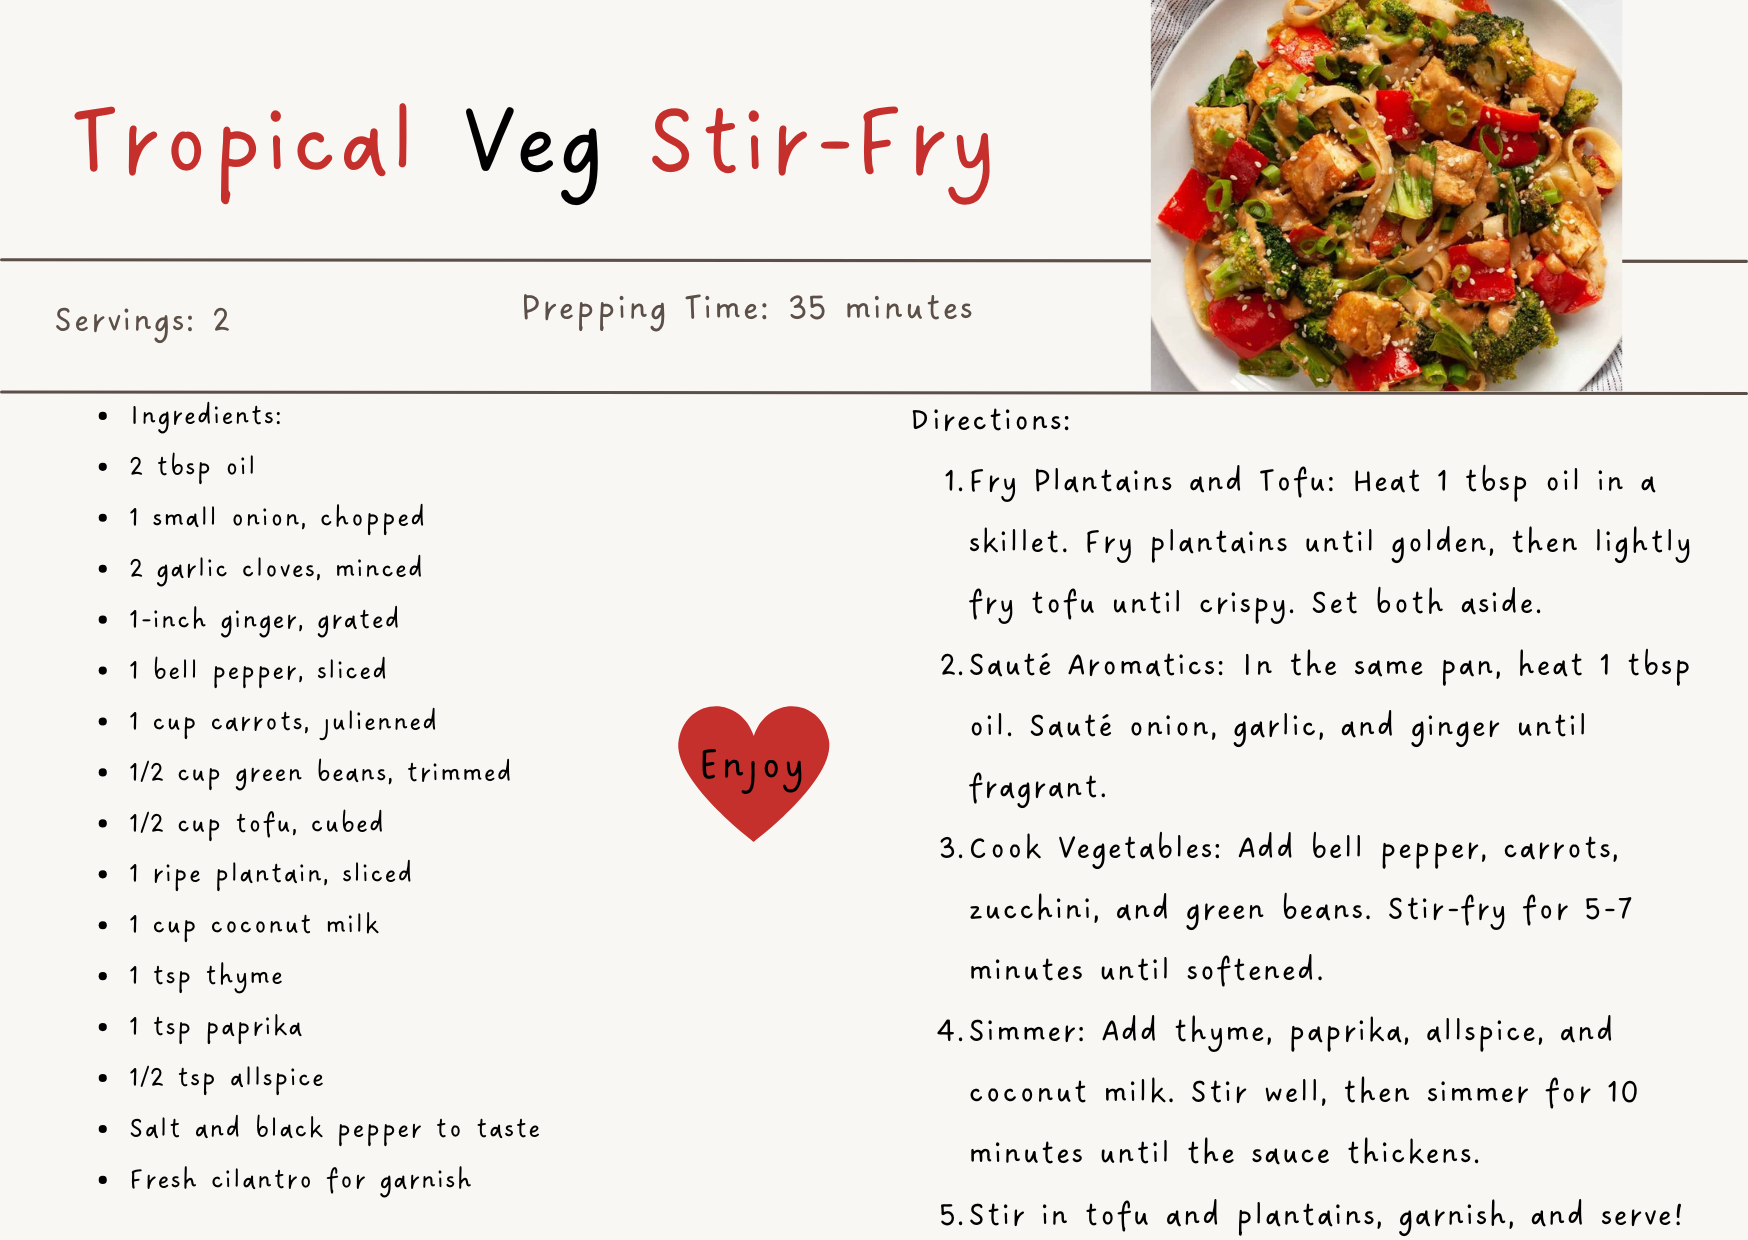 Tropical Veg Stir-Fry
Servings: 2
Prepping Time: 35 minutes
• Ingredients:
• 2 tbsp oil
• 1 small onion, chopped
• 2 garlic cloves, minced
• 1-inch ginger, grated
• 1 bell pepper, sliced
• 1 cup carrots, julienned
• 1/2 cup green beans, trimmed
• 1/2 cup tofu, cubed
• 1 ripe plantain, sliced
• 1 cup coconut milk
• 1 tsp thyme
• 1 tsp paprika
• 1/2 tsp allspice
• Salt and black pepper to taste
• Fresh cilantro for garnish
Enjoy
Directions:
1. Fry Plantains and Tofu: Heat 1 tbsp oil in a
skillet. Fry plantains until golden, then lightly
fry tofu until crispy. Set both aside.
2. Sauté Aromatics: In the same pan, heat 1 tbsp
oil. Sauté onion, garlic, and ginger until
fragrant.
3. Cook Vegetables: Add bell pepper, carrots,
zucchini, and green beans. Stir-fry for 5-7
minutes until softened.
4. Simmer: Add thyme, paprika, allspice, and
coconut milk. Stir well, then simmer for 10
minutes until the sauce thickens.
5. Stir in tofu and plantains, garnish, and serve!